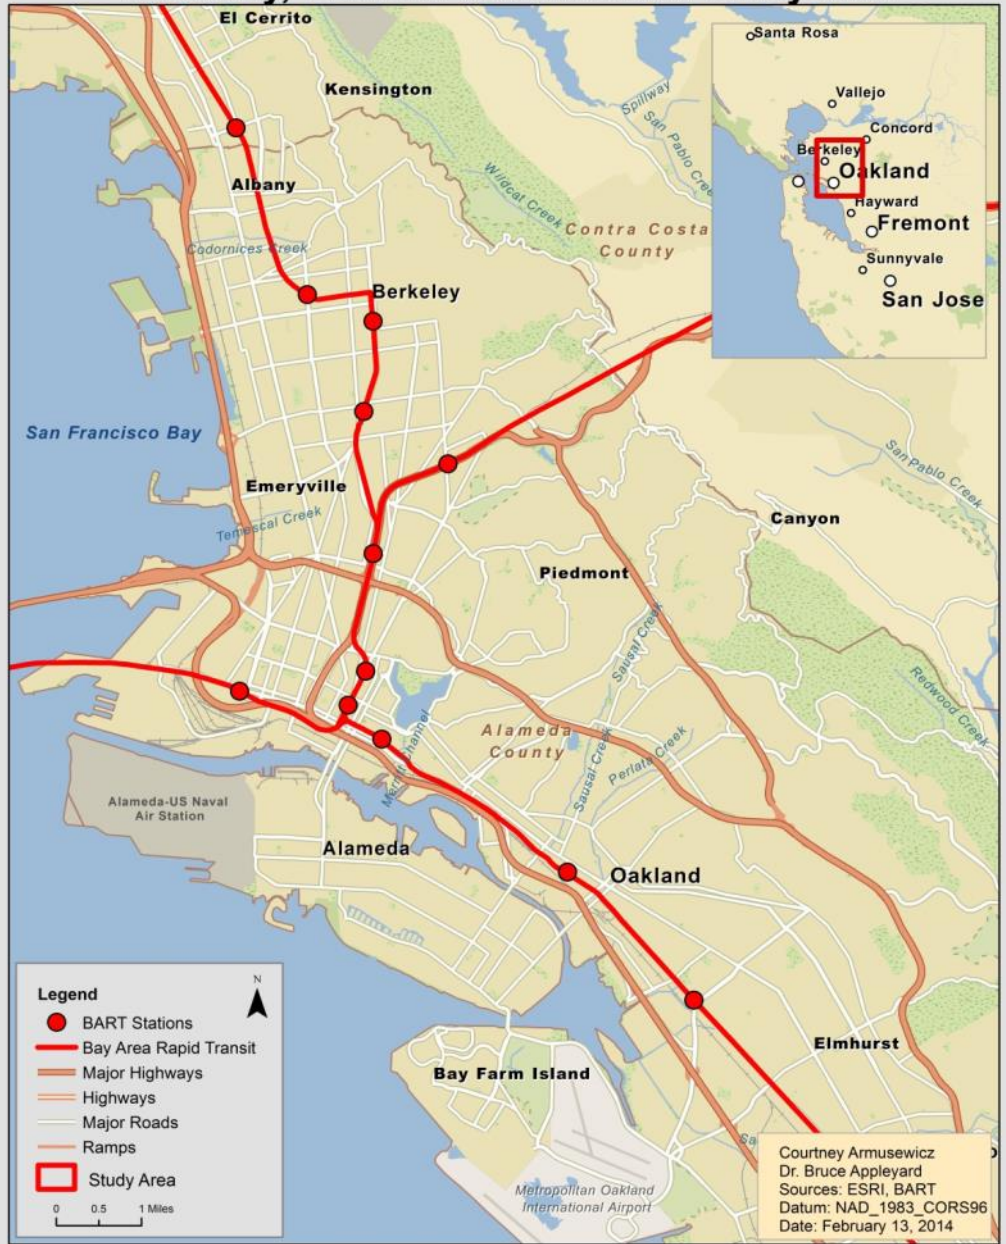 El Cerrito
Kensington
Albany
Codornices Creek
Berkeley
Wildcat Creek
Spillway
San Pablo Cree
Contra Costa
County
Santa Rosa
Vallejo
Concord
Berkeley
Oakland
Hayward
Fremont
Sunnyvale
San Jose
San Francisco Bay
Emeryville
Temescal Creek
San Pablo Creek
Canyon
Piedmont
Sausal Creek
Redwood Creek
Alameda
County
Merritt Channel
Sausal Creek
Peralta Creek
Alameda-US Naval
Air Station
Alameda
Oakland
Elmhurst
Bay Farm Island
Metropolitan Oakland
International Airport
Sa
Legend
N
BART Stations
Bay Area Rapid Transit
Major Highways
Highways
Major Roads
Ramps
Study Area
0 0.5 1 Miles
Courtney Armusewicz
Dr. Bruce Appleyard
Sources: ESRI, BART
Datum: NAD_1983_CORS96
Date: February 13, 2014